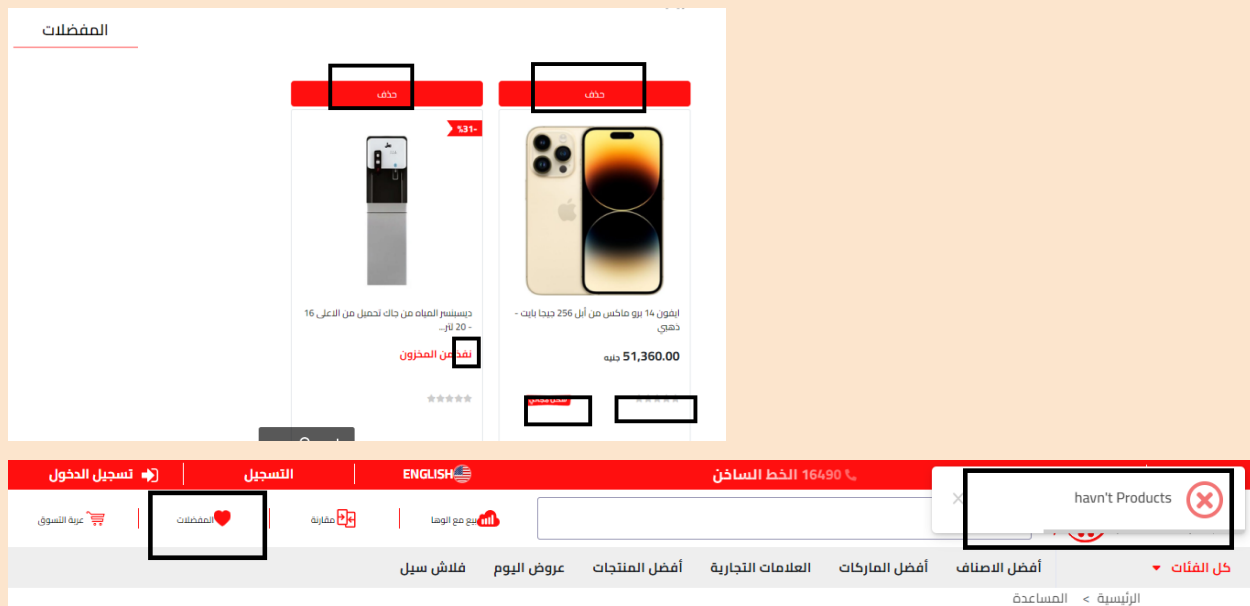 المفضلات
حذف
حذف
-31%
ايفون 14 برو ماكس من أبل 256 جيجا بايت -
ذهبي
ديسبنسر المياه من جاك تحميل من الاعلى 16
- 20 لتر...
51,360.00 جنيه
نفذ من المخزون
havn't Products
16490 الخط الساخن
ENGLISH
التسجيل
تسجيل الدخول
بيع مع الوها
مقارنة
المفضلات
عربة التسوق
كل الفئات
أفضل الاصناف
أفضل الماركات
العلامات التجارية
أفضل المنتجات
عروض اليوم
فلاش سيل
الرئيسية > المساعدة